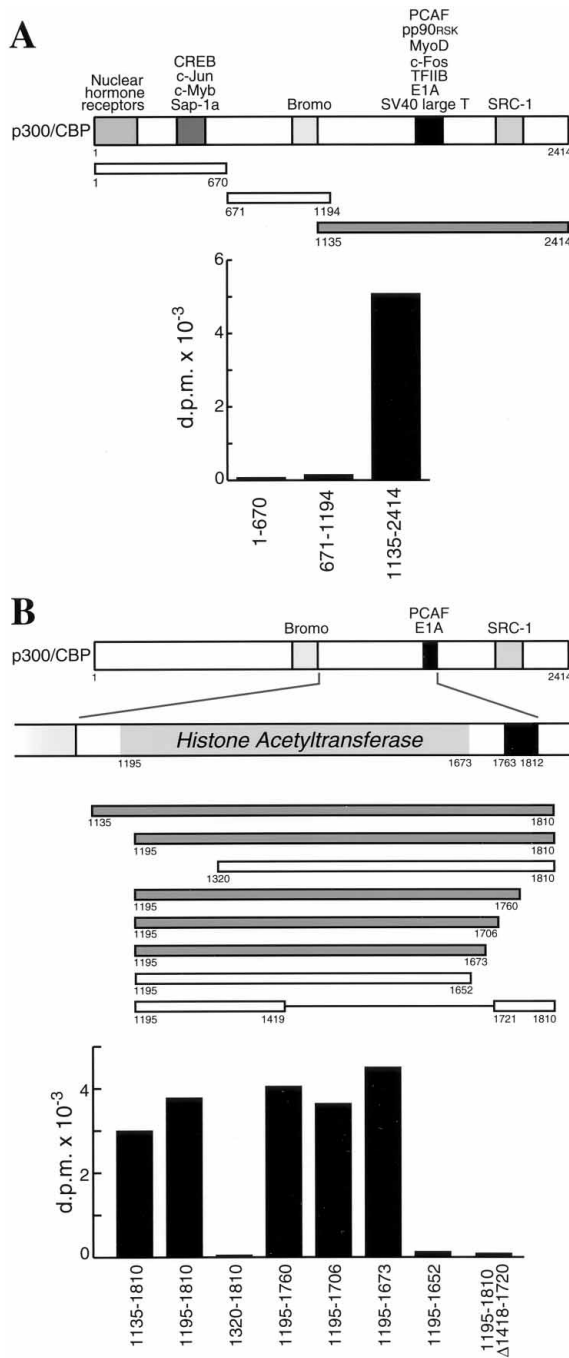 A
Nuclear
hormone
receptors
CREB
c-Jun
c-Myb
Sap-1a
Bromo
PCAF
pp90RSK
MyoD
c-Fos
TFIIB
E1A
SV40 large T
SRC-1
p300/CBP
1 2414
1 670
671 1194
1135 2414
d.p.m. x 10-3
6
4
2
0
1-670
671-1194
1135-2414
B
Bromo
PCAF
E1A
SRC-1
p300/CBP
1 2414
Histone Acetyltransferase
1195 1673 1763 1812
1135 1810
1195 1810
1320 1810
1195 1760
1195 1706
1195 1673
1195 1652
1195 1419 1721 1810
d.p.m. x 10-3
4
2
0
1135-1810
1195-1810
1320-1810
1195-1760
1195-1706
1195-1673
1195-1652
1195-1810
Δ1418-1720